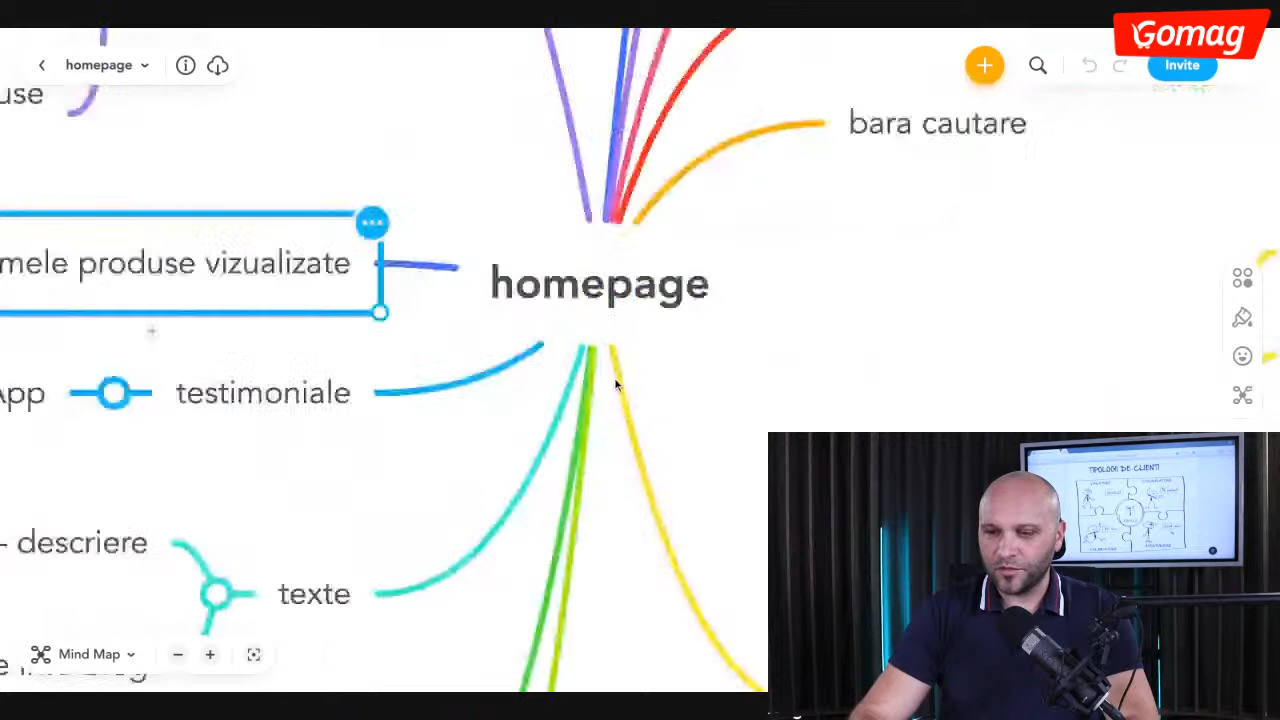 Gomag
homepage
Invite
use
bara cautare
mele produse vizualizate
homepage
App
testimoniale
- descriere
texte
Mind Map
TIPOLOGII DE CLIENTI